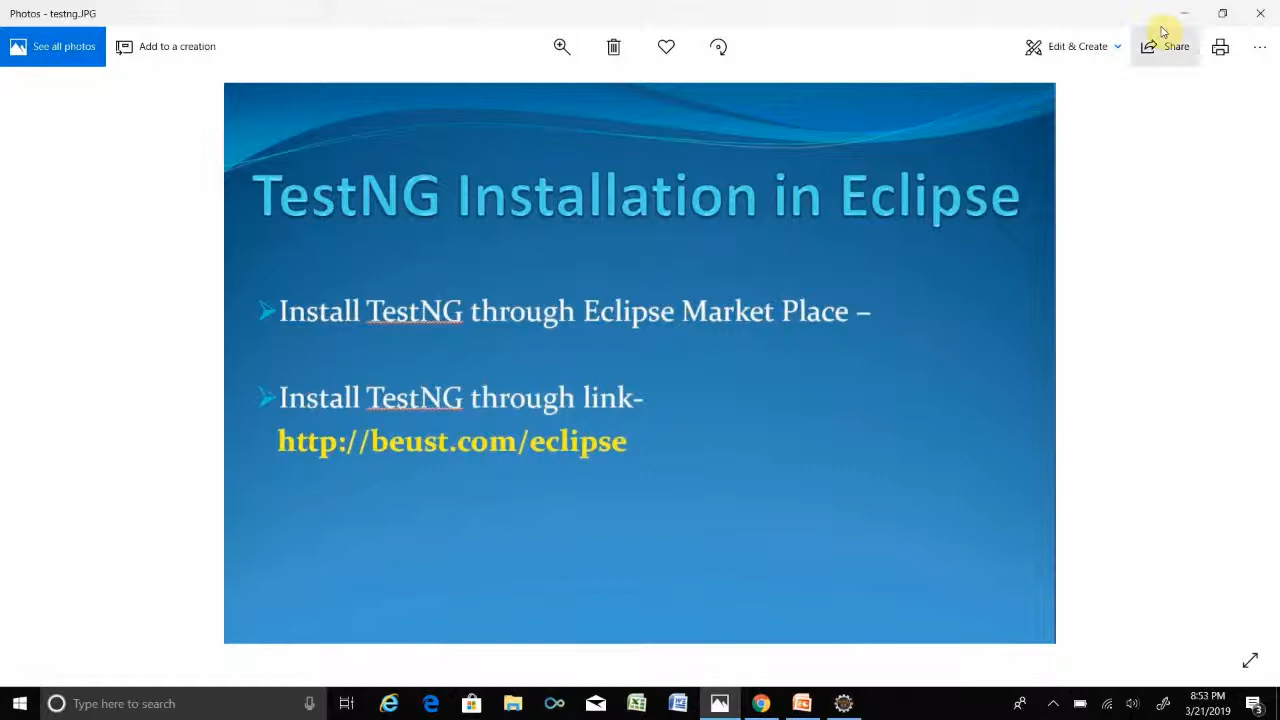 Photos - testng.JPG
See all photos
Add to a creation
Edit & Create
Share
TestNG Installation in Eclipse
Install TestNG through Eclipse Market Place –
Install TestNG through link-
http://beust.com/eclipse
Type here to search
8:53 PM
3/21/2019
3